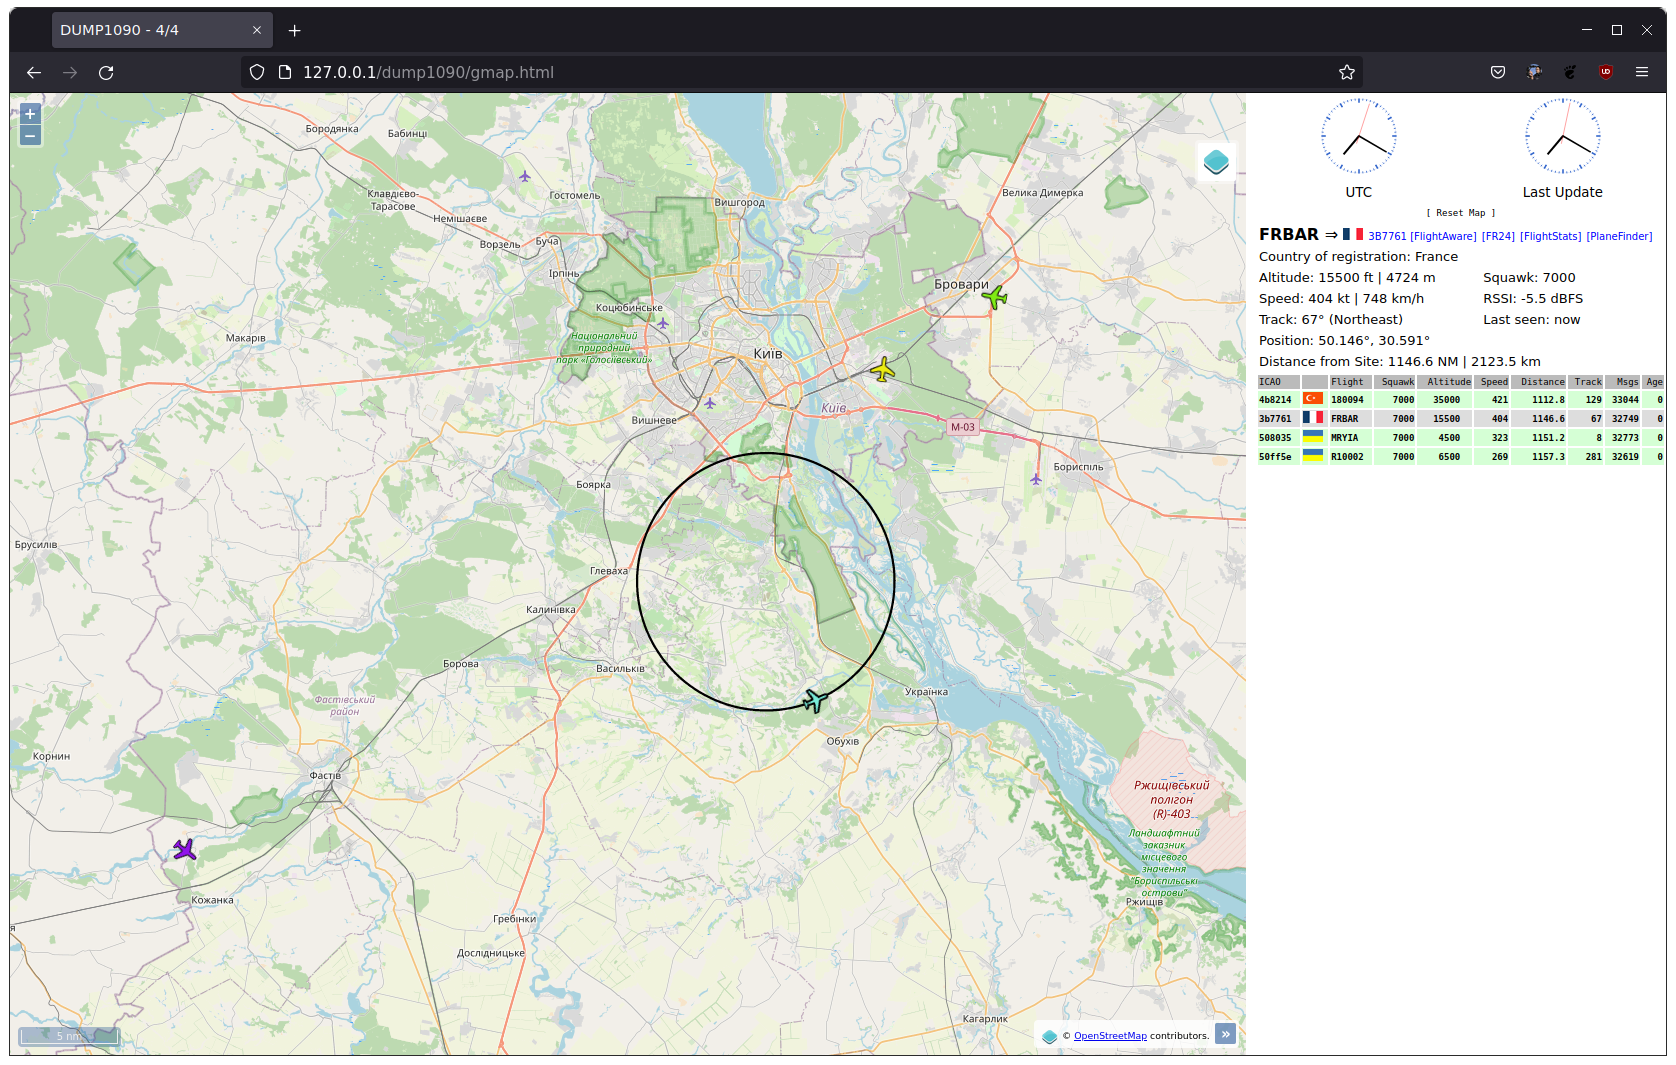 DUMP1090 - 4/4
127.0.0.1/dump1090/gmap.html
+
−
Бородянка
Бабинці
Клавдієво-
Тарасове
Немішаєве
Гостомель
Вишгород
Велика Димерка
Ворзель
Буча
Ірпінь
Бровари
Коцюбинське
Макарів
Національний
природний
парк «Голосіївський»
Київ
Київ
Вишневе
М-03
Бориспіль
Боярка
Брусилів
Глеваха
Калинівка
Борова
Васильків
Українка
Фастівський
район
Обухів
Корнин
Фастів
Ржищівський
полігон
(R)-403
Ландшафтний
заказник
місцевого
значення
"Бориспільські
острови"
Ржищів
Кожанка
Гребінки
Дослідницьке
Кагарлик
5 nm
© OpenStreetMap contributors.
»
UTC
Last Update
[ Reset Map ]
FRBAR ⇒ 3B7761 [FlightAware] [FR24] [FlightStats] [PlaneFinder]
Country of registration: France
Altitude: 15500 ft | 4724 m Squawk: 7000
Speed: 404 kt | 748 km/h RSSI: -5.5 dBFS
Track: 67° (Northeast) Last seen: now
Position: 50.146°, 30.591°
Distance from Site: 1146.6 NM | 2123.5 km
ICAO Flight Squawk Altitude Speed Distance Track Msgs Age
4b8214 180094 7000 35000 421 1112.8 129 33044 0
3b7761 FRBAR 7000 15500 404 1146.6 67 32749 0
508035 MRYIA 7000 4500 323 1151.2 8 32773 0
50ff5e R10002 7000 6500 269 1157.3 281 32619 0